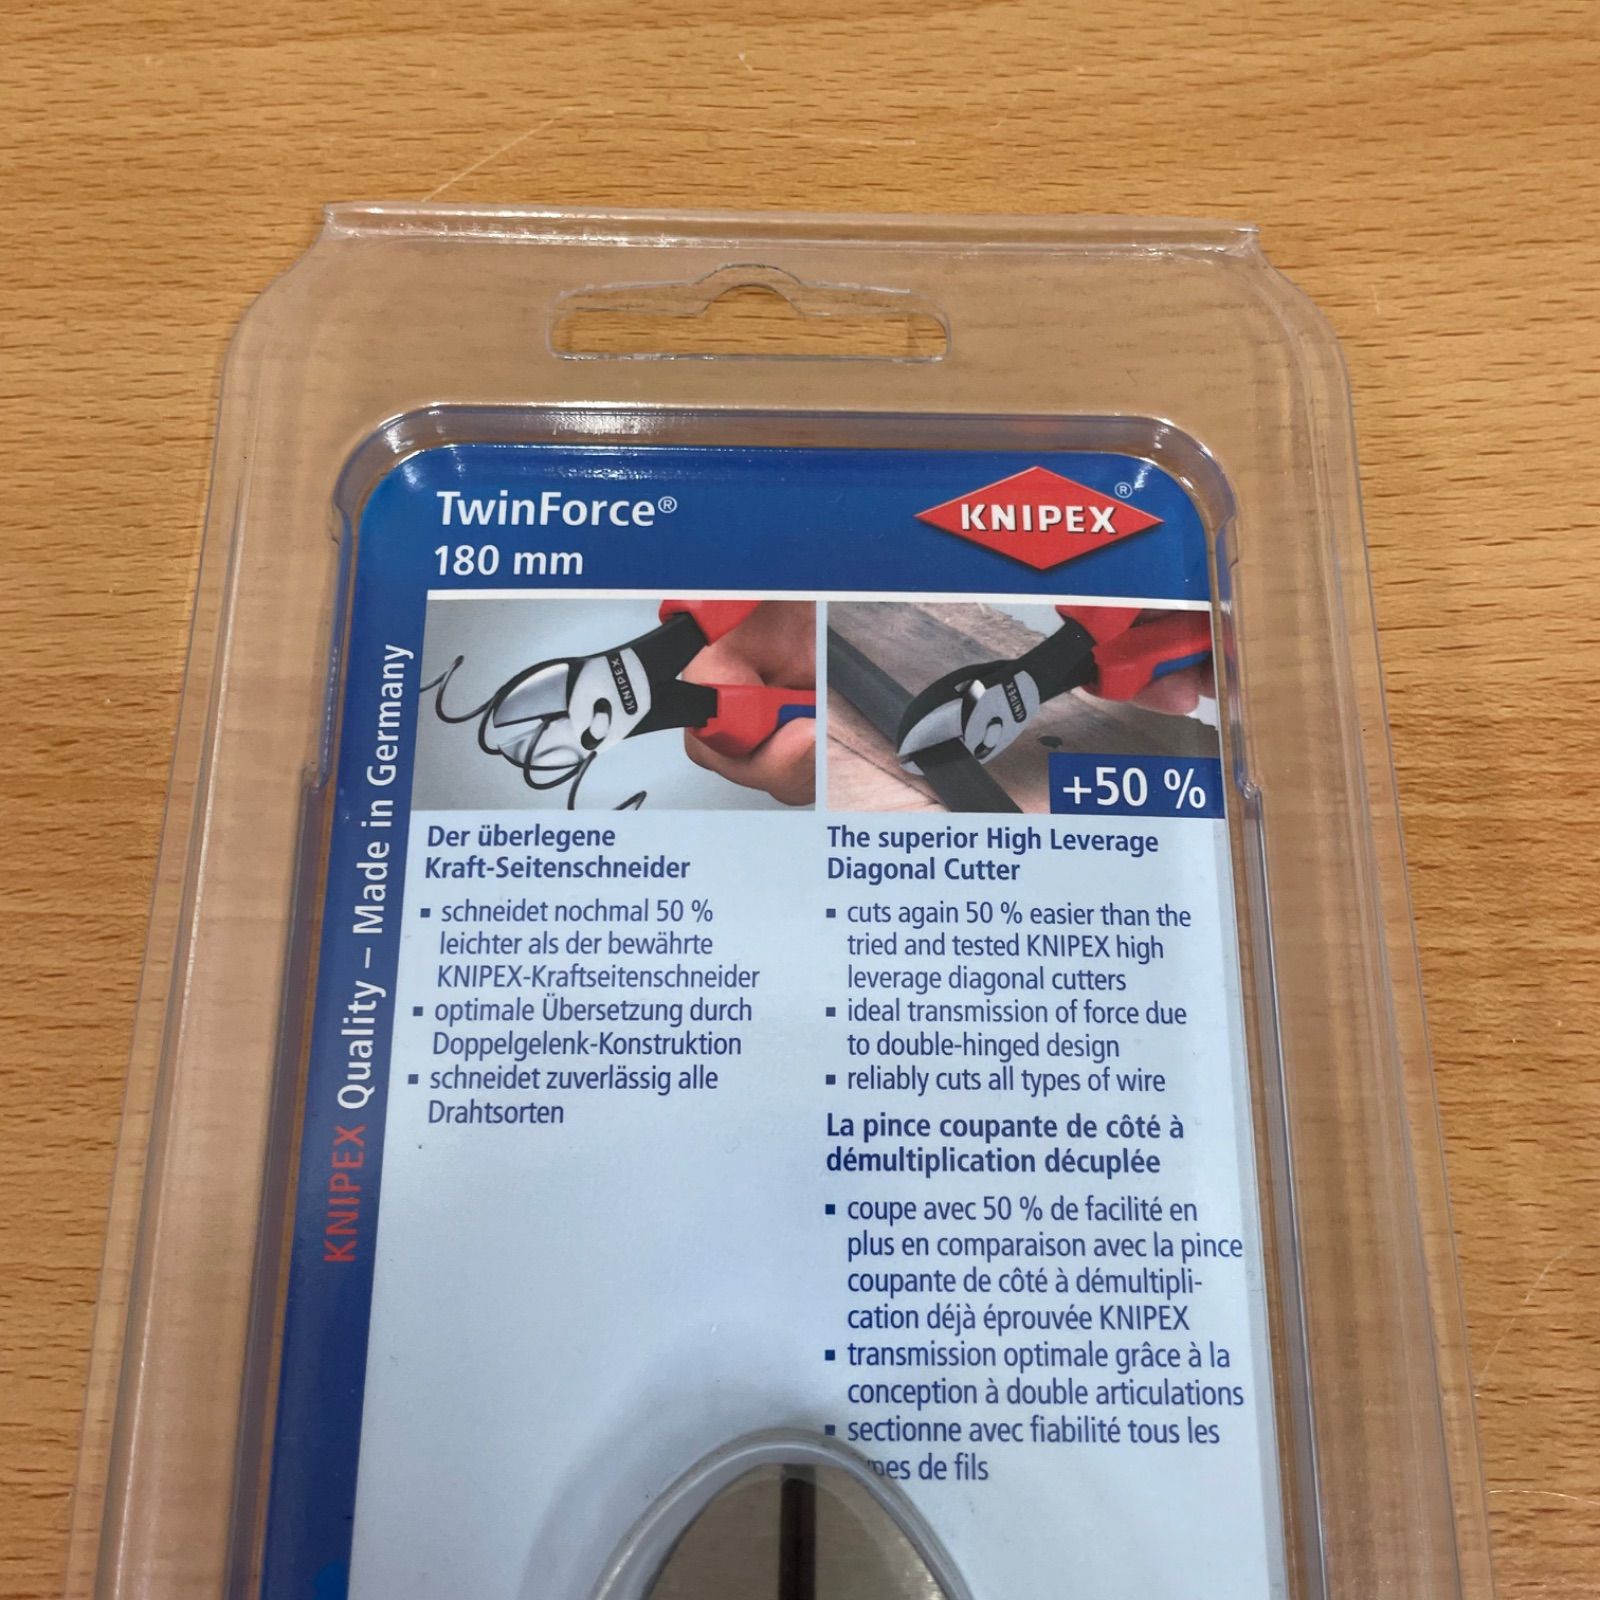 TwinForce®
180 mm
KNIPEX ®
KNIPEX Quality – Made in Germany
KNIPEX
KNIPEX
+50 %
Der überlegene
Kraft-Seitenschneider
▪ schneidet nochmal 50 %
leichter als der bewährte
KNIPEX-Kraftseitenschneider
▪ optimale Übersetzung durch
Doppelgelenk-Konstruktion
▪ schneidet zuverlässig alle
Drahtsorten
The superior High Leverage
Diagonal Cutter
▪ cuts again 50 % easier than the
tried and tested KNIPEX high
leverage diagonal cutters
▪ ideal transmission of force due
to double-hinged design
▪ reliably cuts all types of wire
La pince coupante de côté à
démultiplication décuplée
▪ coupe avec 50 % de facilité en
plus en comparaison avec la pince
coupante de côté à démultipli-
cation déjà éprouvée KNIPEX
▪ transmission optimale grâce à la
conception à double articulations
▪ sectionne avec fiabilité tous les
de fils